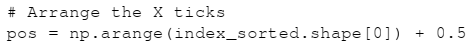 # Arrange the X ticks
pos = np.arange(index_sorted.shape[0]) + 0.5